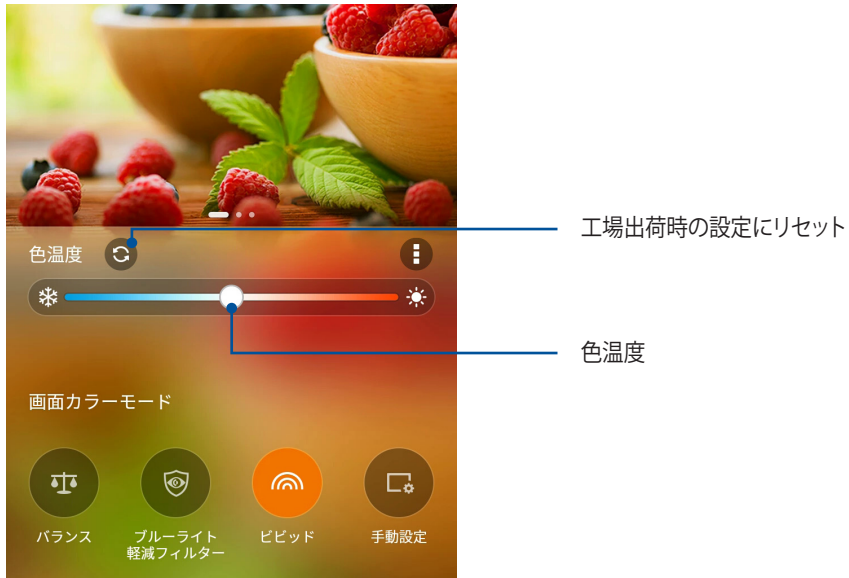 工場出荷時の設定にリセット
色温度
色温度
画面カラーモード
バランス
ブルーライト
軽減フィルター
ビビッド
手動設定